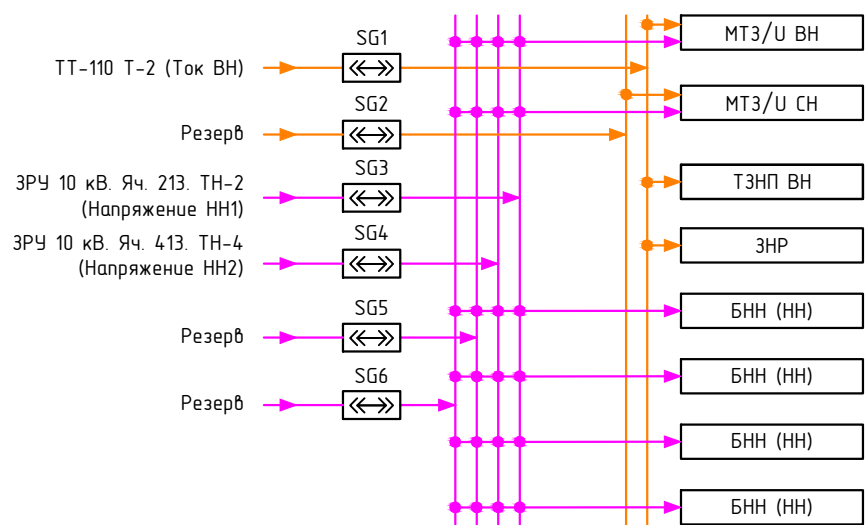 SG1
ТТ-110 Т-2 (Ток ВН)
SG2
Резерв
SG3
ЗРУ 10 кВ. Яч. 213. ТН-2
(Напряжение НН1)
SG4
ЗРУ 10 кВ. Яч. 413. ТН-4
(Напряжение НН2)
SG5
Резерв
SG6
Резерв
МТЗ/U ВН
МТЗ/U СН
ТЗНП ВН
ЗНР
БНН (НН)
БНН (НН)
БНН (НН)
БНН (НН)